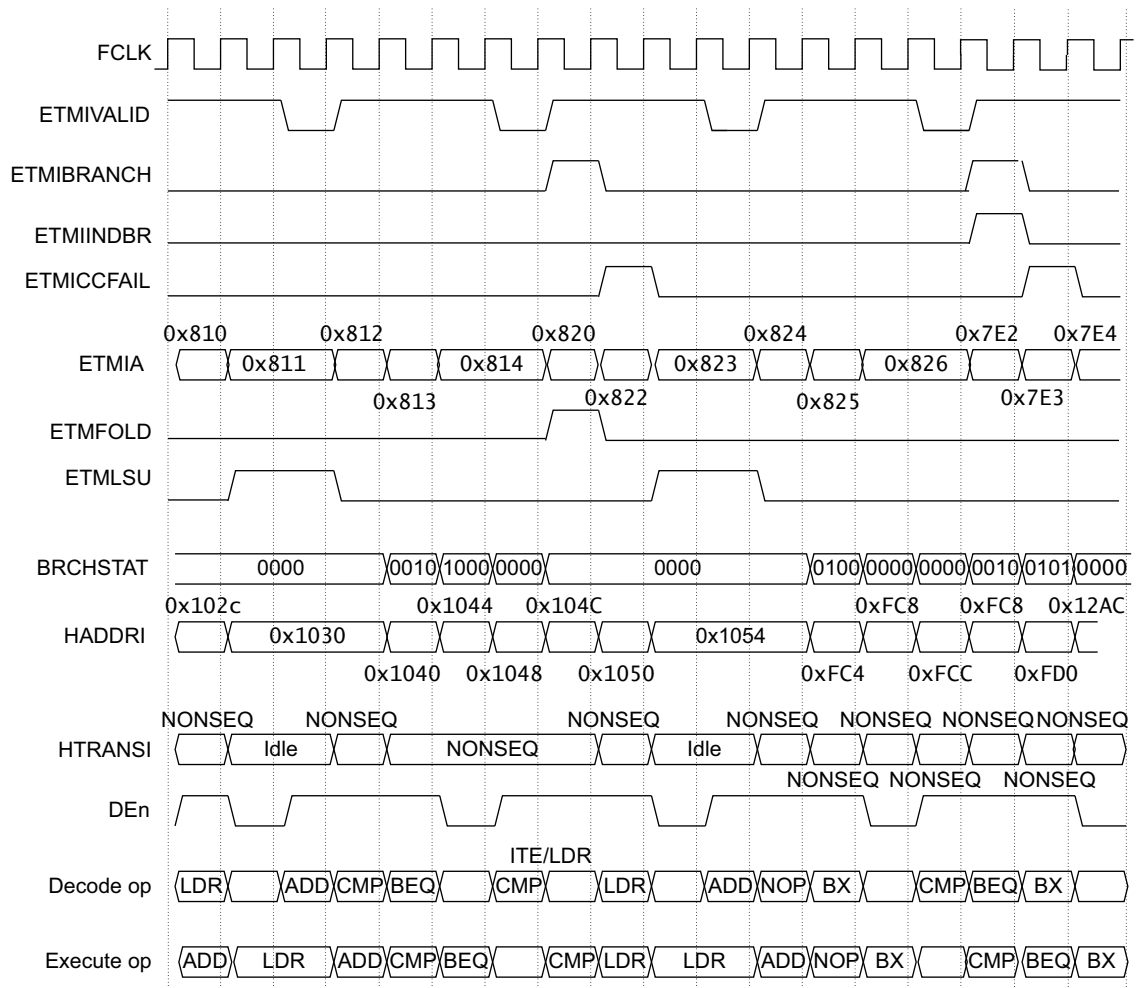 FCLK
ETMIVALID
ETMIBRANCH
ETMIINDBR
ETMICCFAIL
0x810 0x812 0x820 0x824 0x7E2 0x7E4
ETMIA 0x811 0x814 0x823 0x826
0x813 0x822 0x825 0x7E3
ETMFOLD
ETMLSU
BRCHSTAT 0000 0010 1000 0000 0000 0100 0000 0000 0010 0101 0000
0x102c 0x1044 0x104C 0xFC8 0xFC8 0x12AC
HADDRI 0x1030 0x1054
0x1040 0x1048 0x1050 0xFC4 0xFCC 0xFD0
NONSEQ NONSEQ NONSEQ NONSEQ NONSEQ NONSEQ NONSEQ
HTRANSI Idle NONSEQ Idle
NONSEQ NONSEQ NONSEQ
DEn
ITE/LDR
Decode op LDR ADD CMP BEQ CMP LDR ADD NOP BX CMP BEQ BX
Execute op ADD LDR ADD CMP BEQ CMP LDR LDR ADD NOP BX CMP BEQ BX